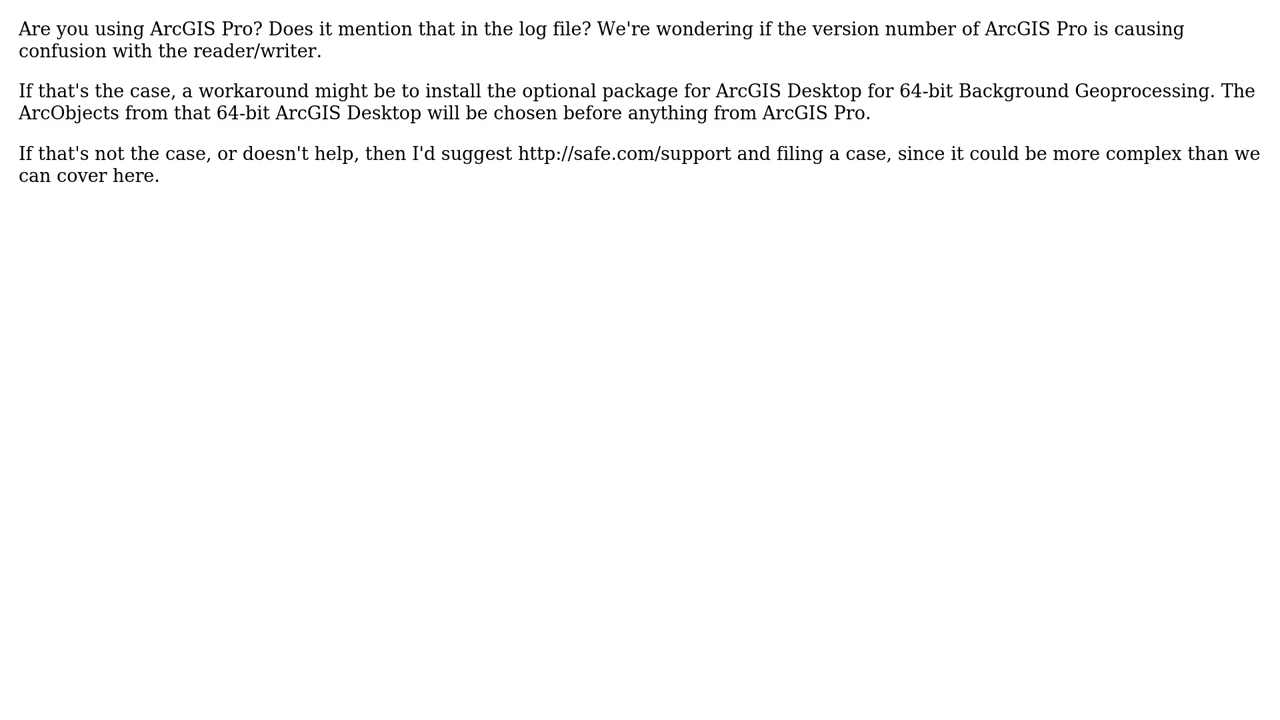 Are you using ArcGIS Pro? Does it mention that in the log file? We're wondering if the version number of ArcGIS Pro is causing
confusion with the reader/writer.
If that's the case, a workaround might be to install the optional package for ArcGIS Desktop for 64-bit Background Geoprocessing. The
ArcObjects from that 64-bit ArcGIS Desktop will be chosen before anything from ArcGIS Pro.
If that's not the case, or doesn't help, then I'd suggest http://safe.com/support and filing a case, since it could be more complex than we
can cover here.